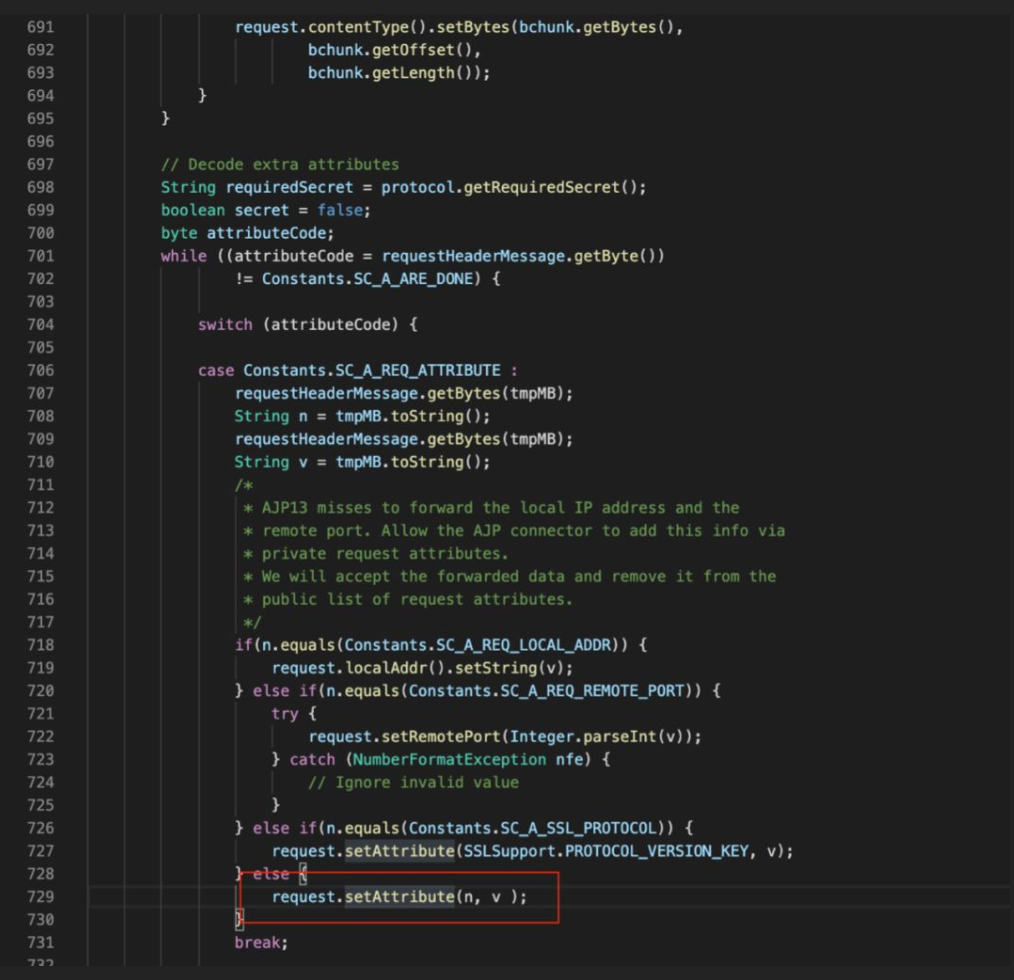 691 request.contentType().setBytes(bchunk.getBytes(),
692 bchunk.getOffset(),
693 bchunk.getLength());
694 }
695 }
696
697 // Decode extra attributes
698 String requiredSecret = protocol.getRequiredSecret();
699 boolean secret = false;
700 byte attributeCode;
701 while ((attributeCode = requestHeaderMessage.getByte())
702 != Constants.SC_A_ARE_DONE) {
703
704 switch (attributeCode) {
705
706 case Constants.SC_A_REQ_ATTRIBUTE :
707 requestHeaderMessage.getBytes(tmpMB);
708 String n = tmpMB.toString();
709 requestHeaderMessage.getBytes(tmpMB);
710 String v = tmpMB.toString();
711 /*
712 * AJP13 misses to forward the local IP address and the
713 * remote port. Allow the AJP connector to add this info via
714 * private request attributes.
715 * We will accept the forwarded data and remove it from the
716 * public list of request attributes.
717 */
718 if(n.equals(Constants.SC_A_REQ_LOCAL_ADDR)) {
719 request.localAddr().setString(v);
720 } else if(n.equals(Constants.SC_A_REQ_REMOTE_PORT)) {
721 try {
722 request.setRemotePort(Integer.parseInt(v));
723 } catch (NumberFormatException nfe) {
724 // Ignore invalid value
725 }
726 } else if(n.equals(Constants.SC_A_SSL_PROTOCOL)) {
727 request.setAttribute(SSLSupport.PROTOCOL_VERSION_KEY, v);
728 } else {
729 request.setAttribute(n, v );
730 }
731 break;
732